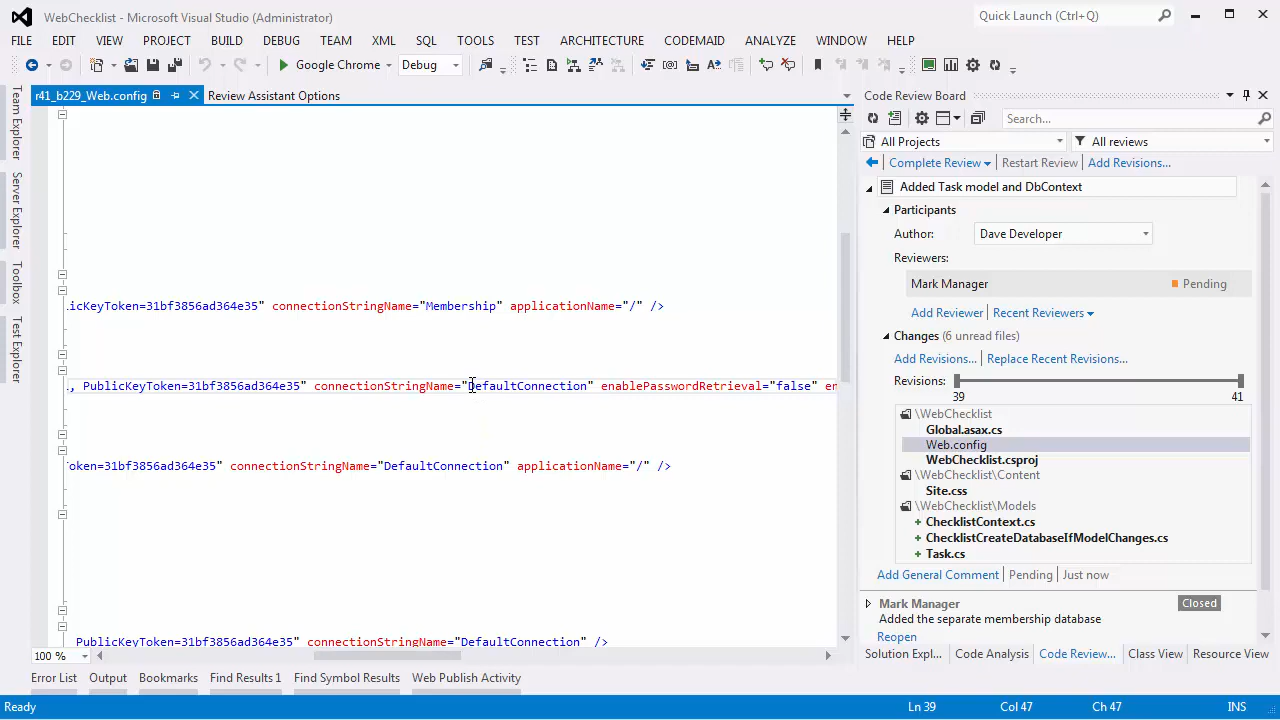 WebChecklist - Microsoft Visual Studio (Administrator)
Quick Launch (Ctrl+Q)
FILE EDIT VIEW PROJECT BUILD DEBUG TEAM XML SQL TOOLS TEST ARCHITECTURE CODEMAID ANALYZE WINDOW HELP
Google Chrome Debug
r41_b229_Web.config Review Assistant Options
Team Explorer
Server Explorer
Toolbox
Test Explorer
licKeyToken=31bf3856ad364e35" connectionStringName="Membership" applicationName="/" />
., PublicKeyToken=31bf3856ad364e35" connectionStringName="DefaultConnection" enablePasswordRetrieval="false" en
Token=31bf3856ad364e35" connectionStringName="DefaultConnection" applicationName="/" />
PublicKeyToken=31bf3856ad364e35" connectionStringName="DefaultConnection" />
100 %
Code Review Board
Search...
All Projects All reviews
Complete Review Restart Review Add Revisions...
Added Task model and DbContext
Participants
Author: Dave Developer
Reviewers:
Mark Manager Pending
Add Reviewer Recent Reviewers
Changes (6 unread files)
Add Revisions... Replace Recent Revisions...
Revisions:
39 41
\WebChecklist
Global.asax.cs
Web.config
WebChecklist.csproj
\WebChecklist\Content
Site.css
\WebChecklist\Models
+ ChecklistContext.cs
+ ChecklistCreateDatabaseIfModelChanges.cs
+ Task.cs
Add General Comment Pending Just now
Mark Manager Closed
Added the separate membership database
Reopen
Solution Expl... Code Analysis Code Review... Class View Resource View
Error List Output Bookmarks Find Results 1 Find Symbol Results Web Publish Activity
Ready Ln 39 Col 47 Ch 47 INS